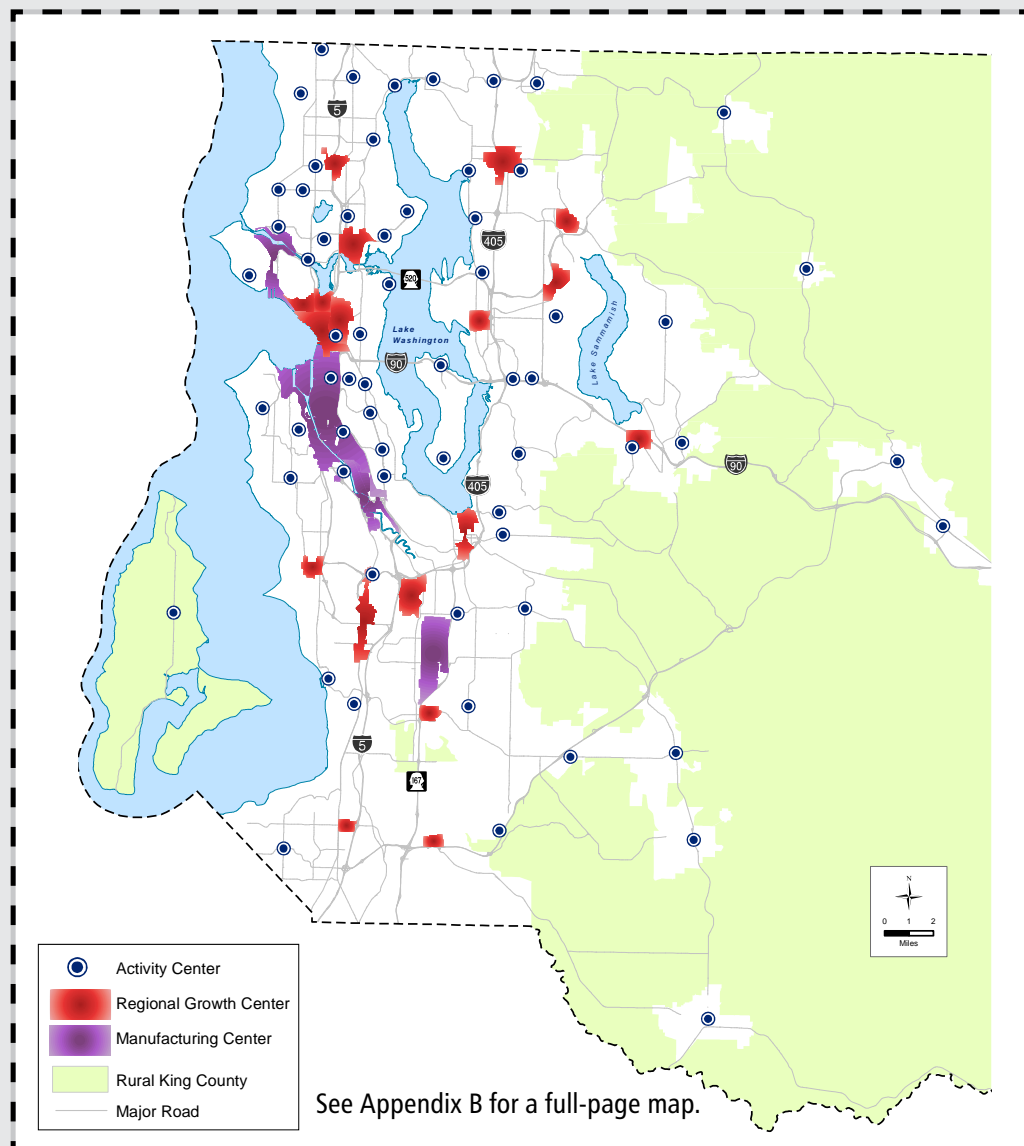 5
405
520
Lake
Washington
90
Lake Sammamish
90
405
5
167
N
0 1 2
Miles
Activity Center
Regional Growth Center
Manufacturing Center
Rural King County
Major Road
See Appendix B for a full-page map.